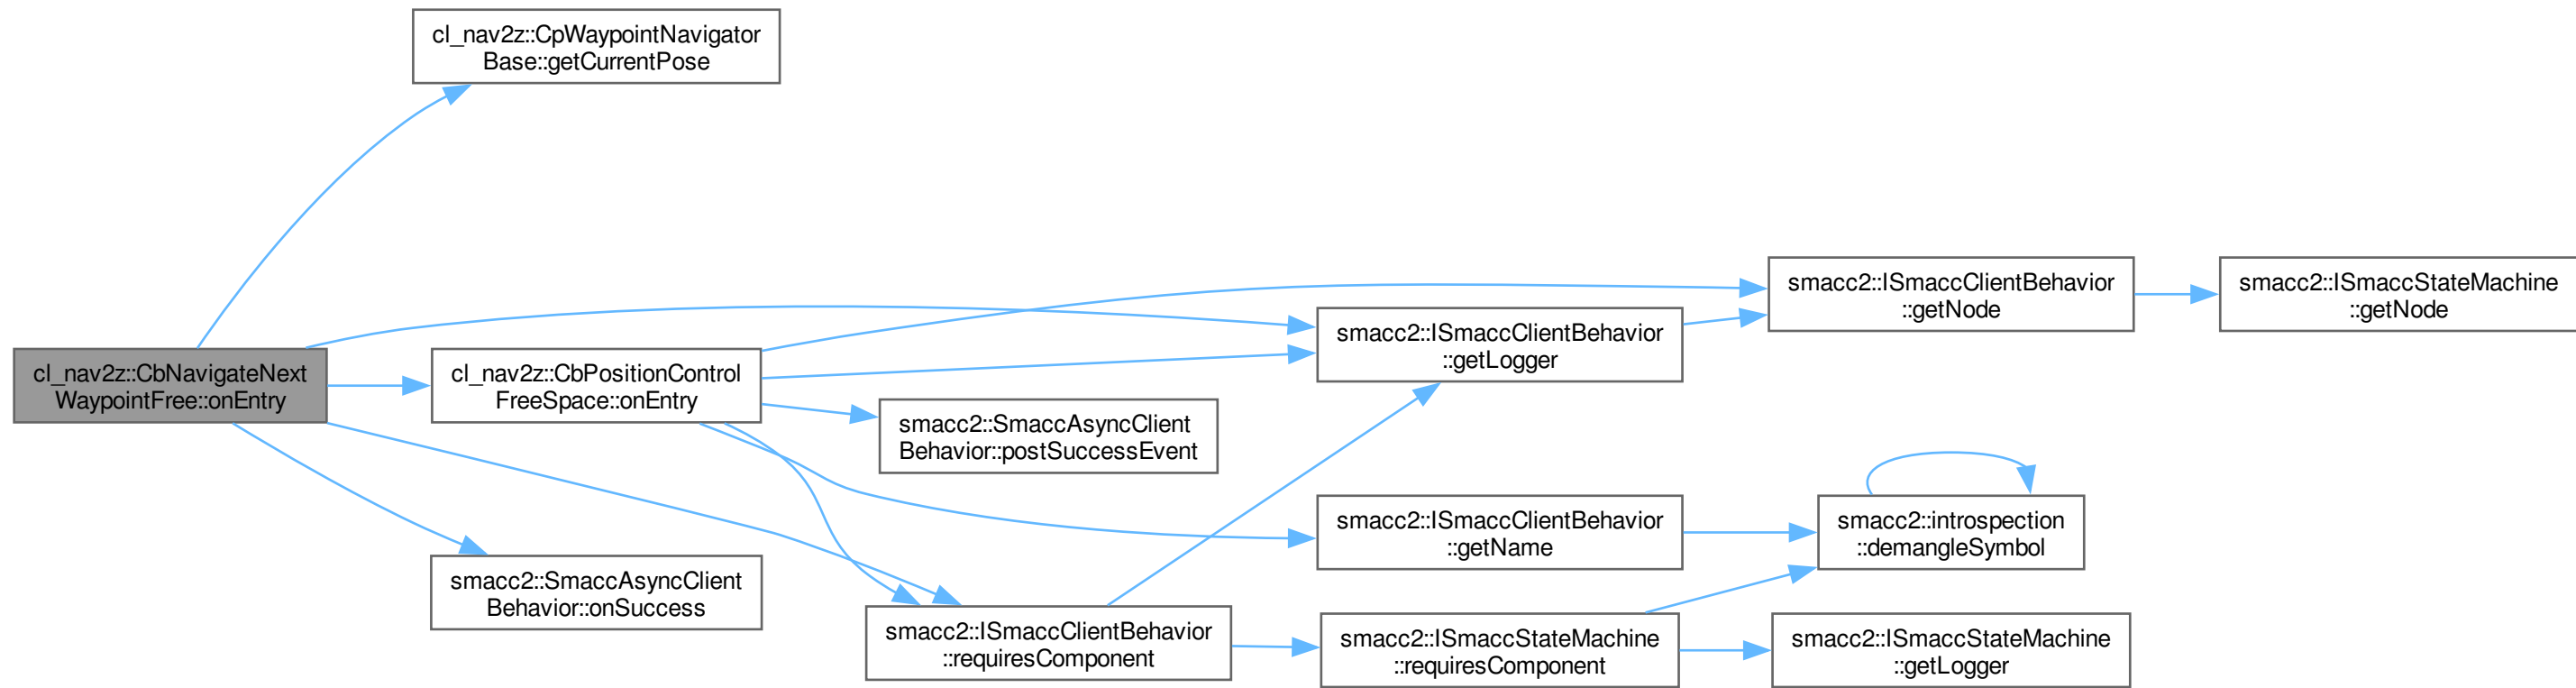 cl_nav2z::CpWaypointNavigator
Base::getCurrentPose
cl_nav2z::CbNavigateNext
WaypointFree::onEntry
cl_nav2z::CbPositionControl
FreeSpace::onEntry
smacc2::SmaccAsyncClient
Behavior::onSuccess
smacc2::SmaccAsyncClient
Behavior::postSuccessEvent
smacc2::ISmaccClientBehavior
::requiresComponent
smacc2::ISmaccClientBehavior
::getLogger
smacc2::ISmaccClientBehavior
::getName
smacc2::ISmaccStateMachine
::requiresComponent
smacc2::ISmaccClientBehavior
::getNode
smacc2::introspection
::demangleSymbol
smacc2::ISmaccStateMachine
::getLogger
smacc2::ISmaccStateMachine
::getNode